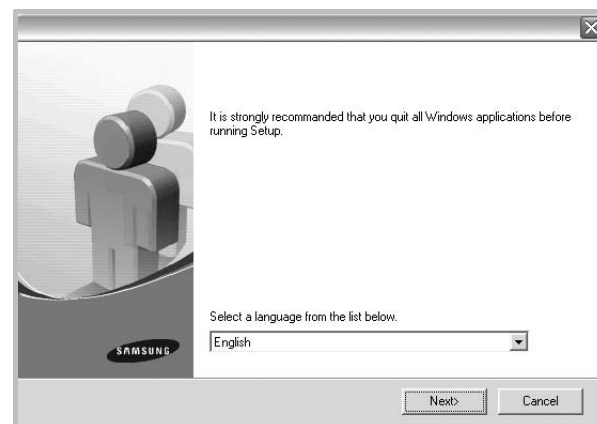 It is strongly recommanded that you quit all Windows applications before
running Setup.
Select a language from the list below.
English
SAMSUNG
Next>
Cancel